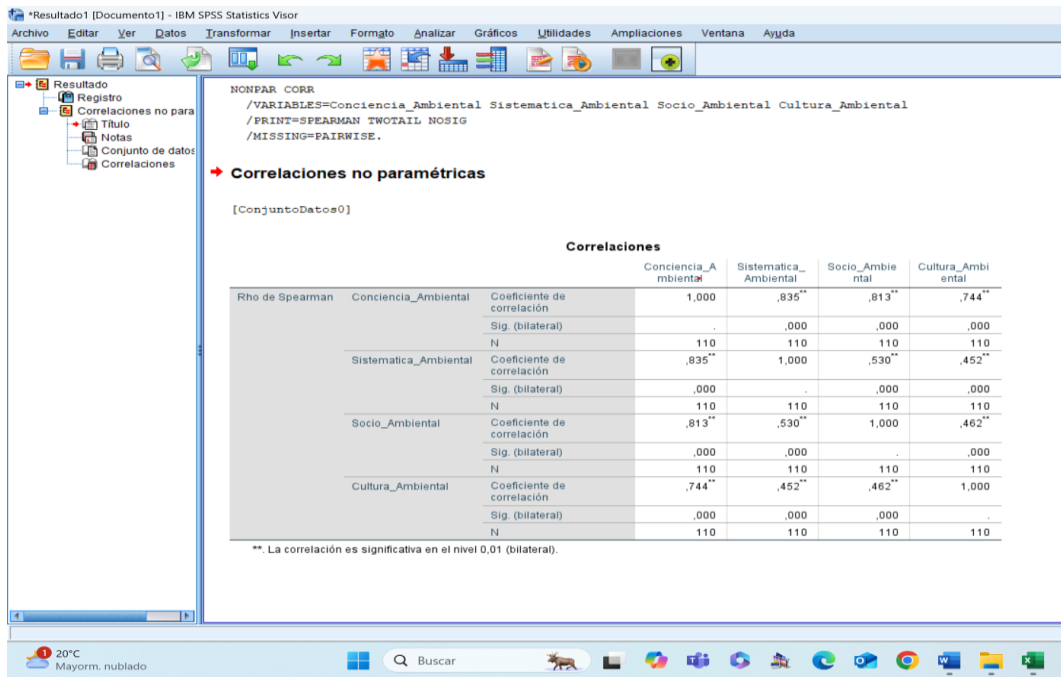 *Resultado1 [Documento1] - IBM SPSS Statistics Visor
Archivo Editar Ver Datos Transformar Insertar Formato Analizar Gráficos Utilidades Ampliaciones Ventana Ayuda
Resultado
Registro
Correlaciones no para
Título
Notas
Conjunto de datos
Correlaciones
NONPAR CORR
/VARIABLES=Conciencia_Ambiental Sistematica_Ambiental Socio_Ambiental Cultura_Ambiental
/PRINT=SPEARMAN TWOTAIL NOSIG
/MISSING=PAIRWISE.
Correlaciones no paramétricas
[ConjuntoDatos0]
Correlaciones
Conciencia_A Sistematica_ Socio_Ambie Cultura_Ambi
mbiental Ambiental ntal ental
Rho de Spearman Conciencia_Ambiental Coeficiente de 1,000 ,835** ,813** ,744**
correlación
Sig. (bilateral) . ,000 ,000 ,000
N 110 110 110 110
Sistematica_Ambiental Coeficiente de ,835** 1,000 ,530** ,452**
correlación
Sig. (bilateral) ,000 . ,000 ,000
N 110 110 110 110
Socio_Ambiental Coeficiente de ,813** ,530** 1,000 ,462**
correlación
Sig. (bilateral) ,000 ,000 . ,000
N 110 110 110 110
Cultura_Ambiental Coeficiente de ,744** ,452** ,462** 1,000
correlación
Sig. (bilateral) ,000 ,000 ,000 .
N 110 110 110 110
**. La correlación es significativa en el nivel 0,01 (bilateral).
1
20°C
Mayorm. nublado
Buscar